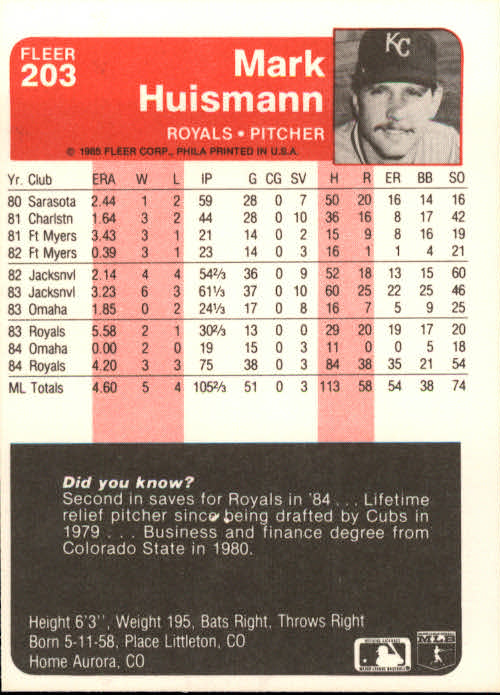 FLEER
203
Mark
Huismann
ROYALS • PITCHER
© 1985 FLEER CORP., PHILA PRINTED IN U.S.A.
KC
Yr. Club ERA W L IP G CG SV H R ER BB SO
80 Sarasota 2.44 1 2 59 28 0 7 50 20 16 14 16
81 Charlstn 1.64 3 2 44 28 0 10 36 16 8 17 42
81 Ft Myers 3.43 3 1 21 14 0 2 15 9 8 16 19
82 Ft Myers 0.39 3 1 23 14 0 3 16 1 1 4 21
82 Jacksnvl 2.14 4 4 54 2/3 36 0 9 52 18 13 15 60
83 Jacksnvl 3.23 6 3 61 1/3 37 0 10 60 25 22 25 46
83 Omaha 1.85 0 2 24 1/3 17 0 8 16 7 5 9 25
83 Royals 5.58 2 1 30 2/3 13 0 0 29 20 19 17 20
84 Omaha 0.00 2 0 19 15 0 3 11 0 0 5 18
84 Royals 4.20 3 3 75 38 0 3 84 38 35 21 54
ML Totals 4.60 5 4 105 2/3 51 0 3 113 58 54 38 74
Did you know?
Second in saves for Royals in '84 . . . Lifetime
relief pitcher since being drafted by Cubs in
1979 . . . Business and finance degree from
Colorado State in 1980.
Height 6'3'', Weight 195, Bats Right, Throws Right
Born 5-11-58, Place Littleton, CO
Home Aurora, CO
MLB